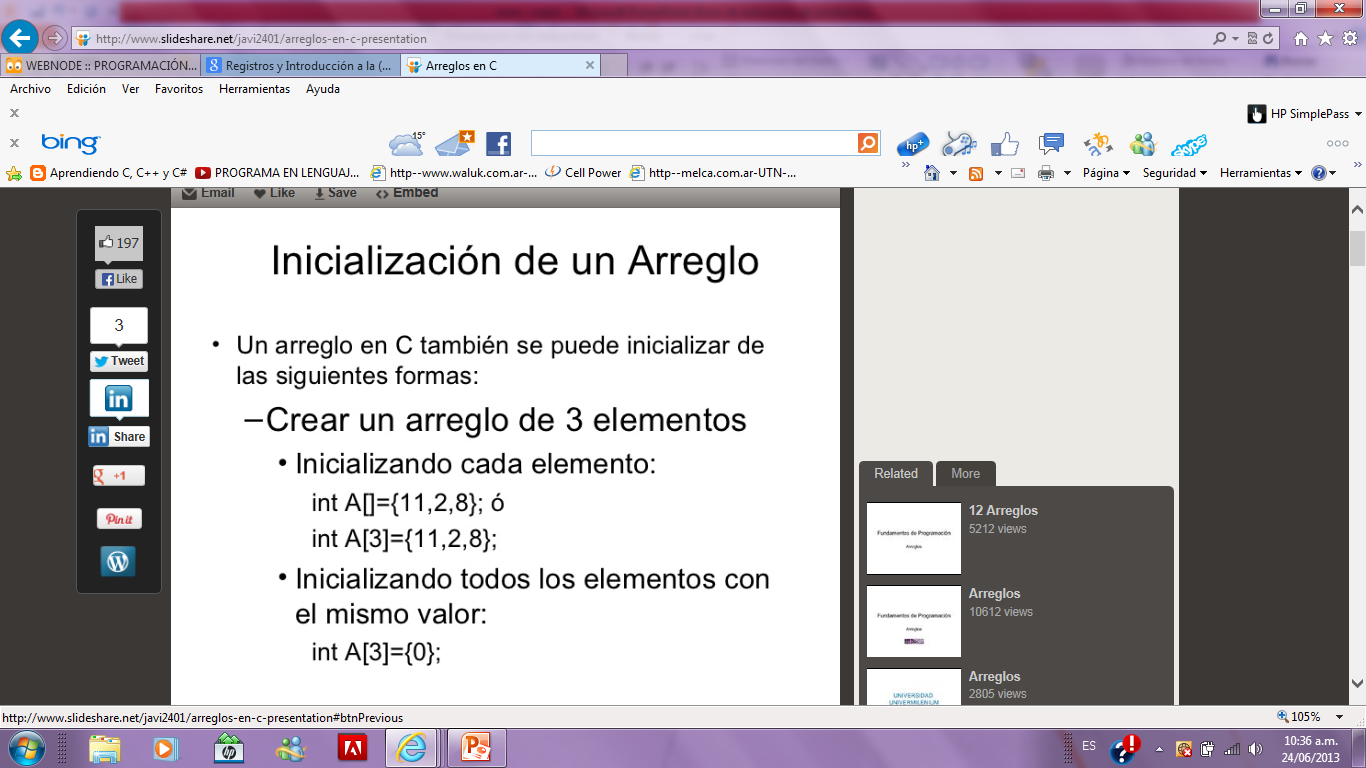 http://www.slideshare.net/javi2401/arreglos-en-c-presentation
WEBNODE :: PROGRAMACIÓN... Registros y Introducción a la (... Arreglos en C
Archivo Edición Ver Favoritos Herramientas Ayuda
HP SimplePass
bing 15° hp+ skype
Aprendiendo C, C++ y C# PROGRAMA EN LENGUAJ... http--www.waluk.com.ar-... Cell Power http--melca.com.ar-UTN-... Página Seguridad Herramientas
Email Like Save Embed
197
Like
3
Tweet
in
in Share
g +1
Pin it
Inicialización de un Arreglo
• Un arreglo en C también se puede inicializar de
las siguientes formas:
–Crear un arreglo de 3 elementos
• Inicializando cada elemento:
int A[]={11,2,8}; ó
int A[3]={11,2,8};
• Inicializando todos los elementos con
el mismo valor:
int A[3]={0};
Related More
Fundamentos de Programación
Arreglos
12 Arreglos
5212 views
Fundamentos de Programación
Arreglos
Arreglos
10612 views
UNIVERSIDAD
UNIVERMILENIUM
Arreglos
2805 views
http://www.slideshare.net/javi2401/arreglos-en-c-presentation#btnPrevious
105%
ES
10:36 a.m.
24/06/2013